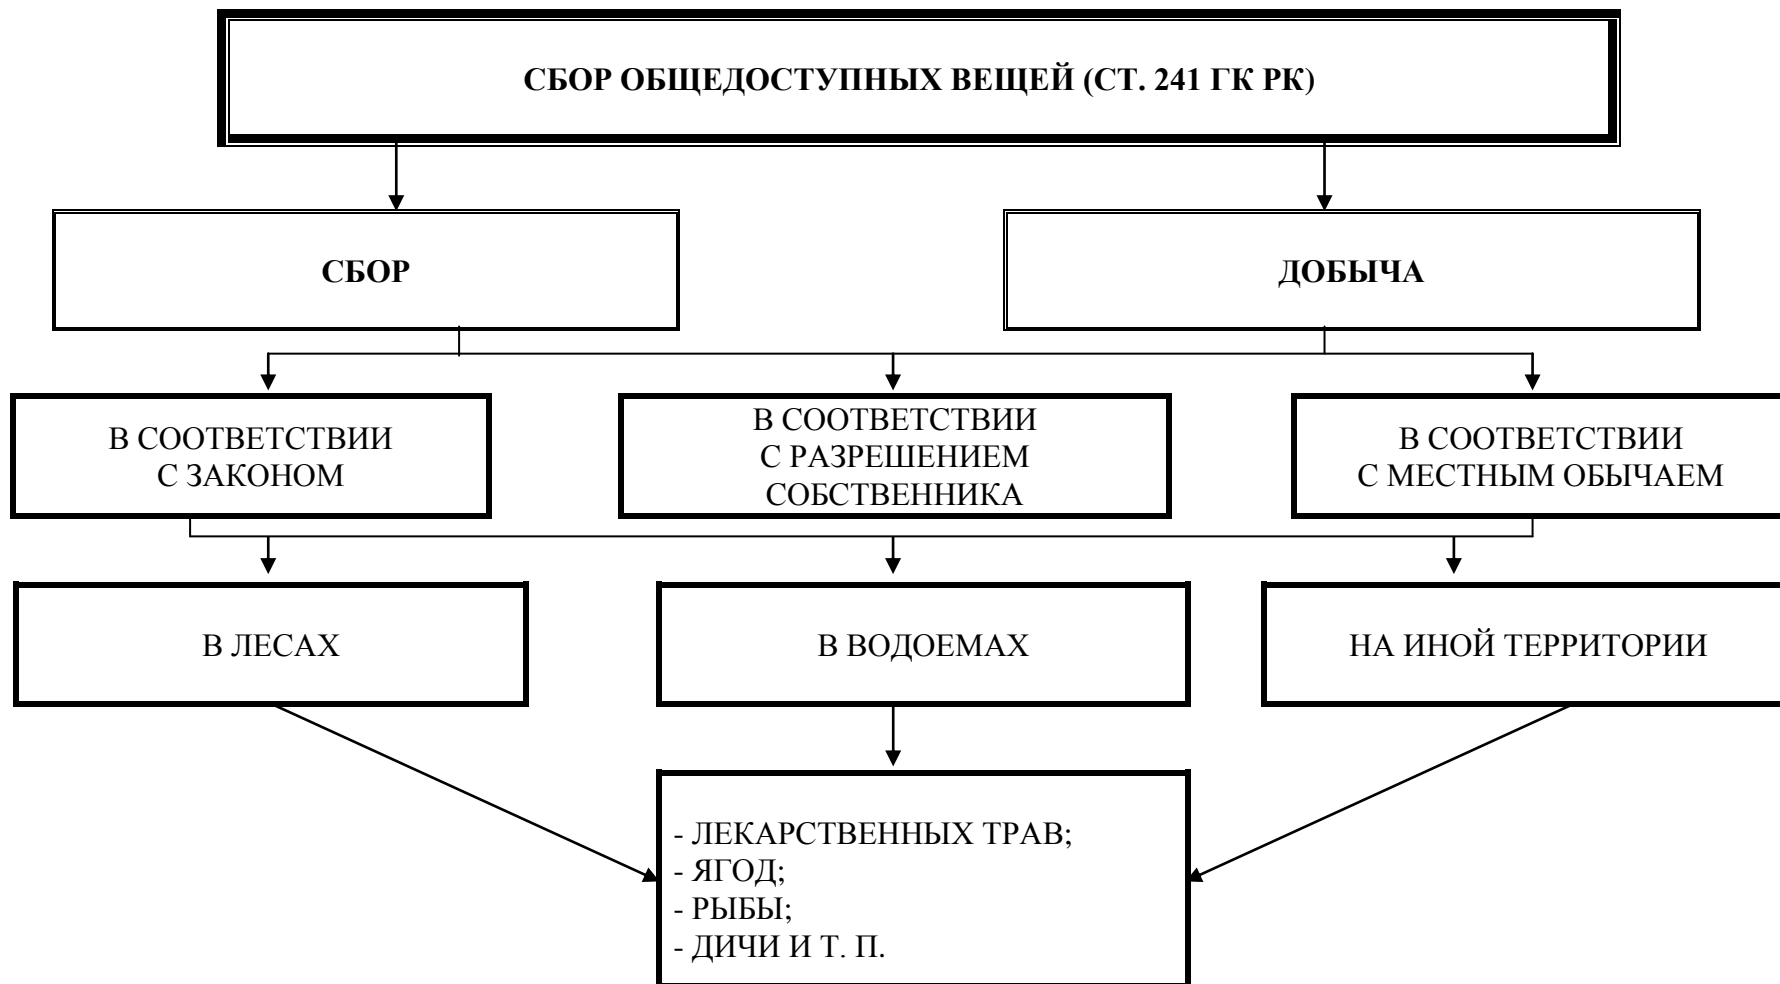 СБОР ОБЩЕДОСТУПНЫХ ВЕЩЕЙ (СТ. 241 ГК РК)
СБОР
ДОБЫЧА
В СООТВЕТСТВИИ
С ЗАКОНОМ
В СООТВЕТСТВИИ
С РАЗРЕШЕНИЕМ
СОБСТВЕННИКА
В СООТВЕТСТВИИ
С МЕСТНЫМ ОБЫЧАЕМ
В ЛЕСАХ
В ВОДОЕМАХ
НА ИНОЙ ТЕРРИТОРИИ
- ЛЕКАРСТВЕННЫХ ТРАВ;
- ЯГОД;
- РЫБЫ;
- ДИЧИ И Т. П.